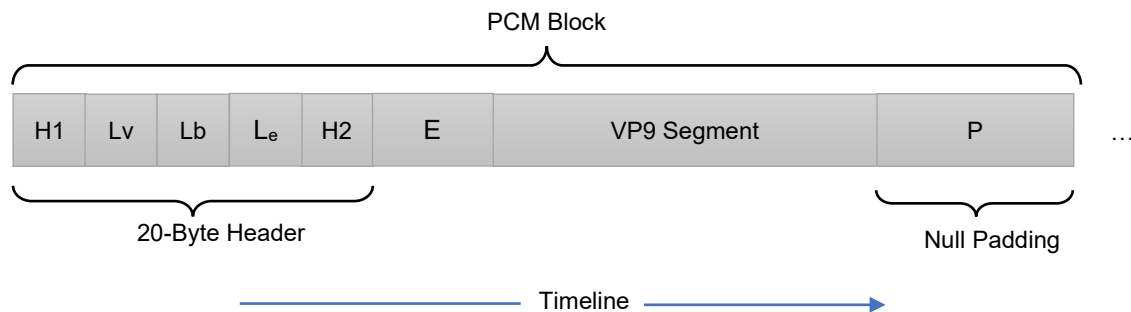 PCM Block
H1 Lv Lb Le H2 E VP9 Segment P ...
20-Byte Header
Null Padding
Timeline